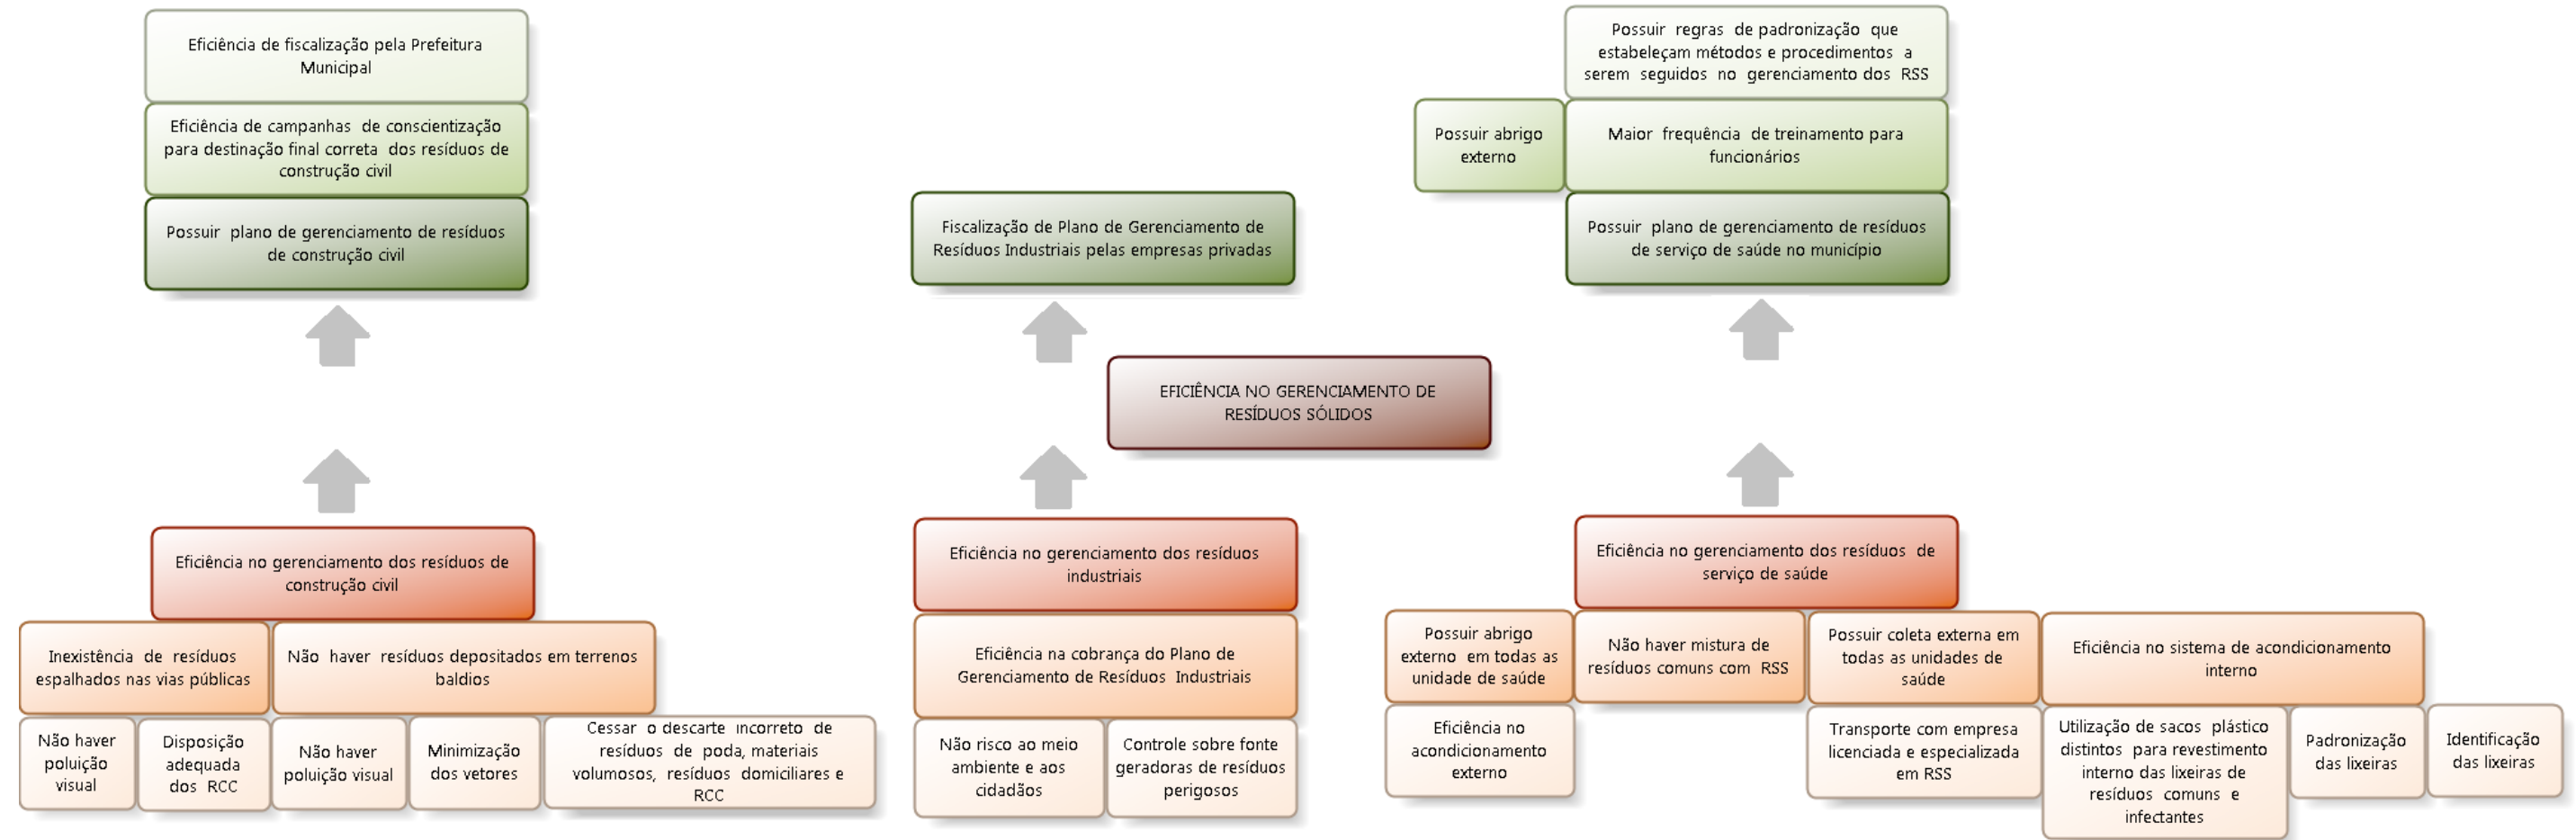 Eficiência de fiscalização pela Prefeitura
Municipal
Eficiência de campanhas de conscientização
para destinação final correta dos resíduos de
construção civil
Possuir plano de gerenciamento de resíduos
de construção civil
Fiscalização de Plano de Gerenciamento de
Resíduos Industriais pelas empresas privadas
Possuir regras de padronização que
estabeleçam métodos e procedimentos a
serem seguidos no gerenciamento dos RSS
Possuir abrigo
externo
Maior frequência de treinamento para
funcionários
Possuir plano de gerenciamento de resíduos
de serviço de saúde no município
EFICIÊNCIA NO GERENCIAMENTO DE
RESÍDUOS SÓLIDOS
Eficiência no gerenciamento dos resíduos de
construção civil
Inexistência de resíduos
espalhados nas vias públicas
Não haver resíduos depositados em terrenos
baldios
Não haver
poluição
visual
Disposição
adequada
dos RCC
Não haver
poluição visual
Minimização
dos vetores
Cessar o descarte incorreto de
resíduos de poda, materiais
volumosos, resíduos domiciliares e
RCC
Eficiência no gerenciamento dos resíduos
industriais
Eficiência na cobrança do Plano de
Gerenciamento de Resíduos Industriais
Não risco ao meio
ambiente e aos
cidadãos
Controle sobre fonte
geradoras de resíduos
perigosos
Eficiência no gerenciamento dos resíduos de
serviço de saúde
Possuir abrigo
externo em todas as
unidade de saúde
Não haver mistura de
resíduos comuns com RSS
Possuir coleta externa em
todas as unidades de
saúde
Eficiência no sistema de acondicionamento
interno
Eficiência no
acondicionamento
externo
Transporte com empresa
licenciada e especializada
em RSS
Utilização de sacos plástico
distintos para revestimento
interno das lixeiras de
resíduos comuns e
infectantes
Padronização
das lixeiras
Identificação
das lixeiras